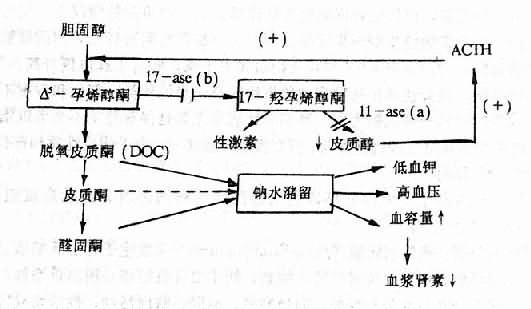 胆固醇
(+)
ACTH
17-ase (b)
Δ⁵-孕烯醇酮
17-羟孕烯醇酮
11-ase (a)
(+)
性激素
↓皮质醇
脱氧皮质酮 (DOC)
低血钾
皮质酮
钠水潴留
高血压
血容量↑
醛固酮
血浆肾素↓